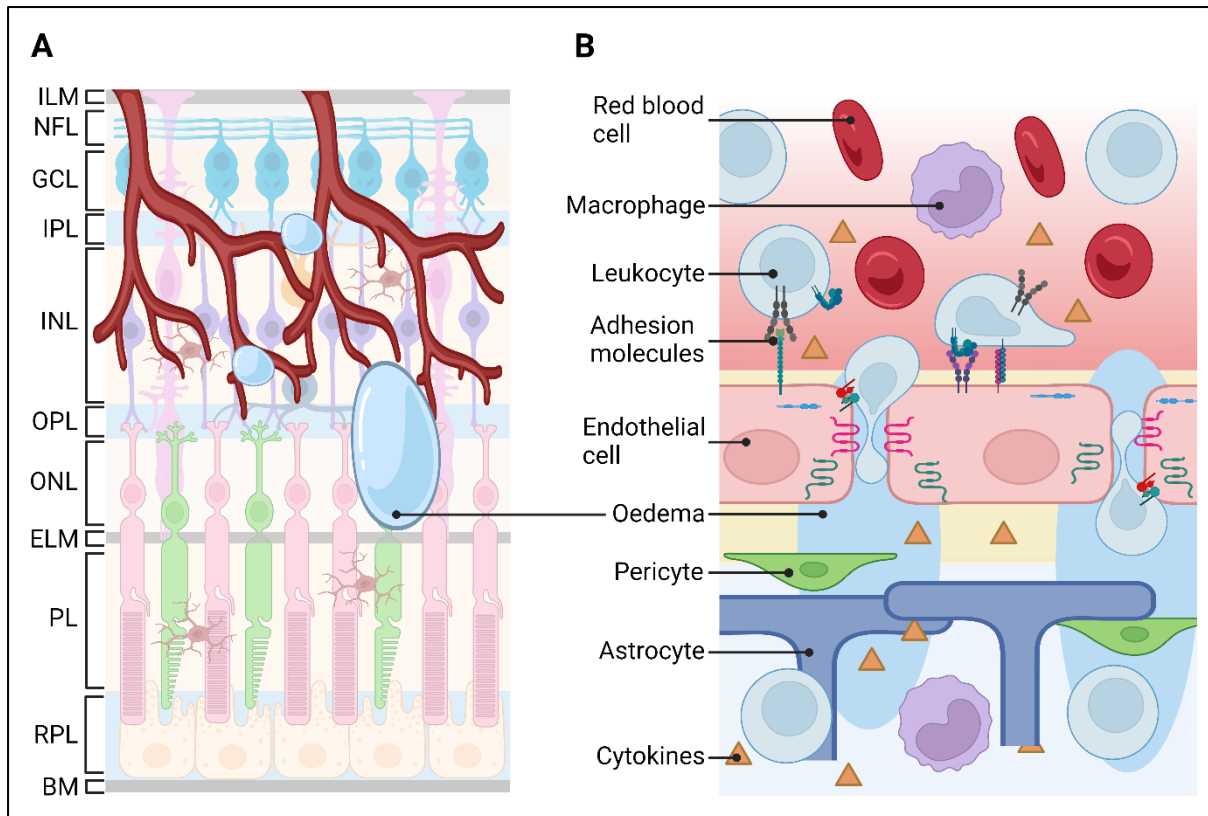 A
ILM
NFL
GCL
IPL
INL
OPL
ONL
ELM
PL
RPL
BM
B
Red blood
cell
Macrophage
Leukocyte
Adhesion
molecules
Endothelial
cell
Oedema
Pericyte
Astrocyte
Cytokines